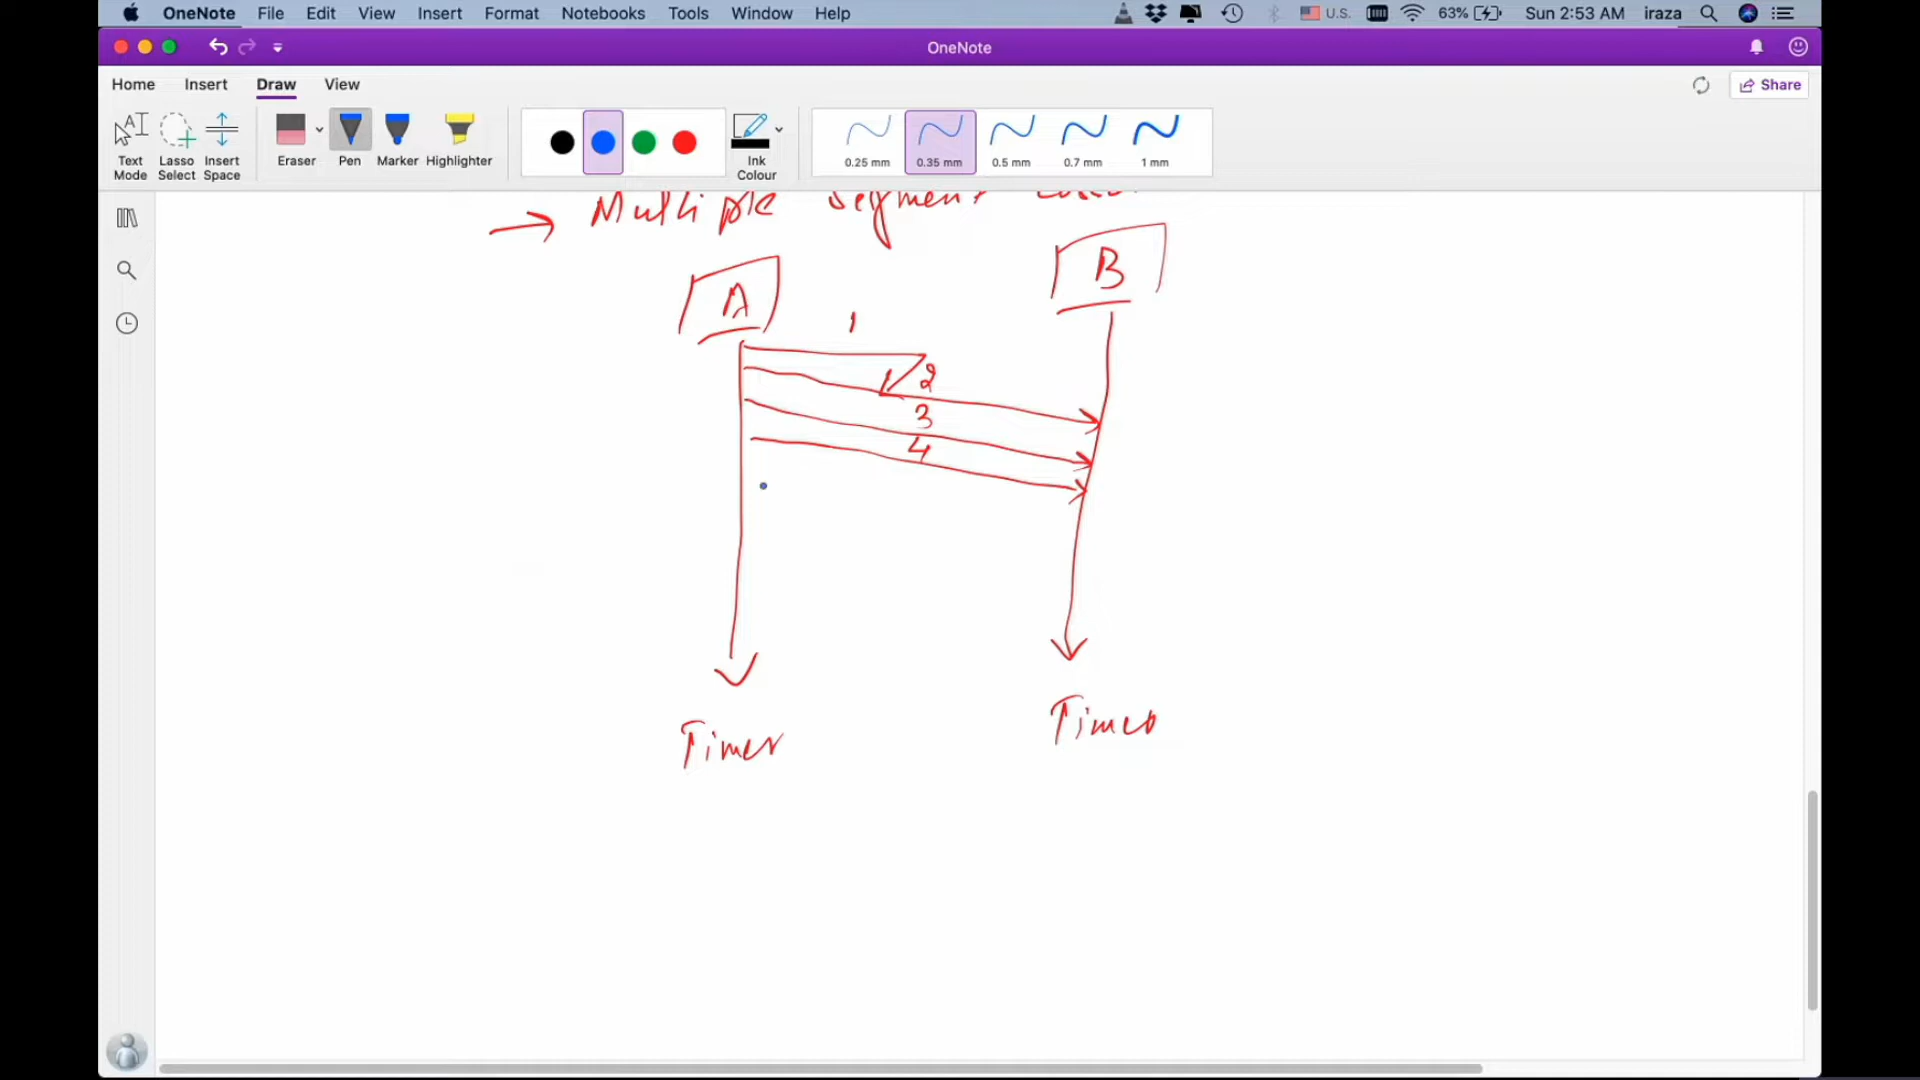 OneNote File Edit View Insert Format Notebooks Tools Window Help U.S. 63% Sun 2:53 AM iraza
OneNote
Home Insert Draw View Share
Text Mode
Lasso Select
Insert Space
Eraser
Pen
Marker
Highlighter
Ink Colour
0.25 mm
0.35 mm
0.5 mm
0.7 mm
1 mm
→ Multiple Segment
A B
1
2
3
4
Timer Timer